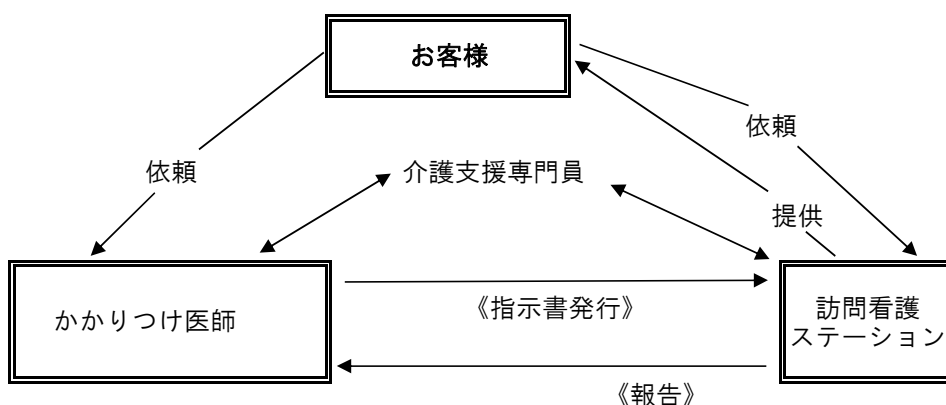 お客様
依頼
依頼
介護支援専門員
提供
かかりつけ医師
《指示書発行》
訪問看護
ステーション
《報告》